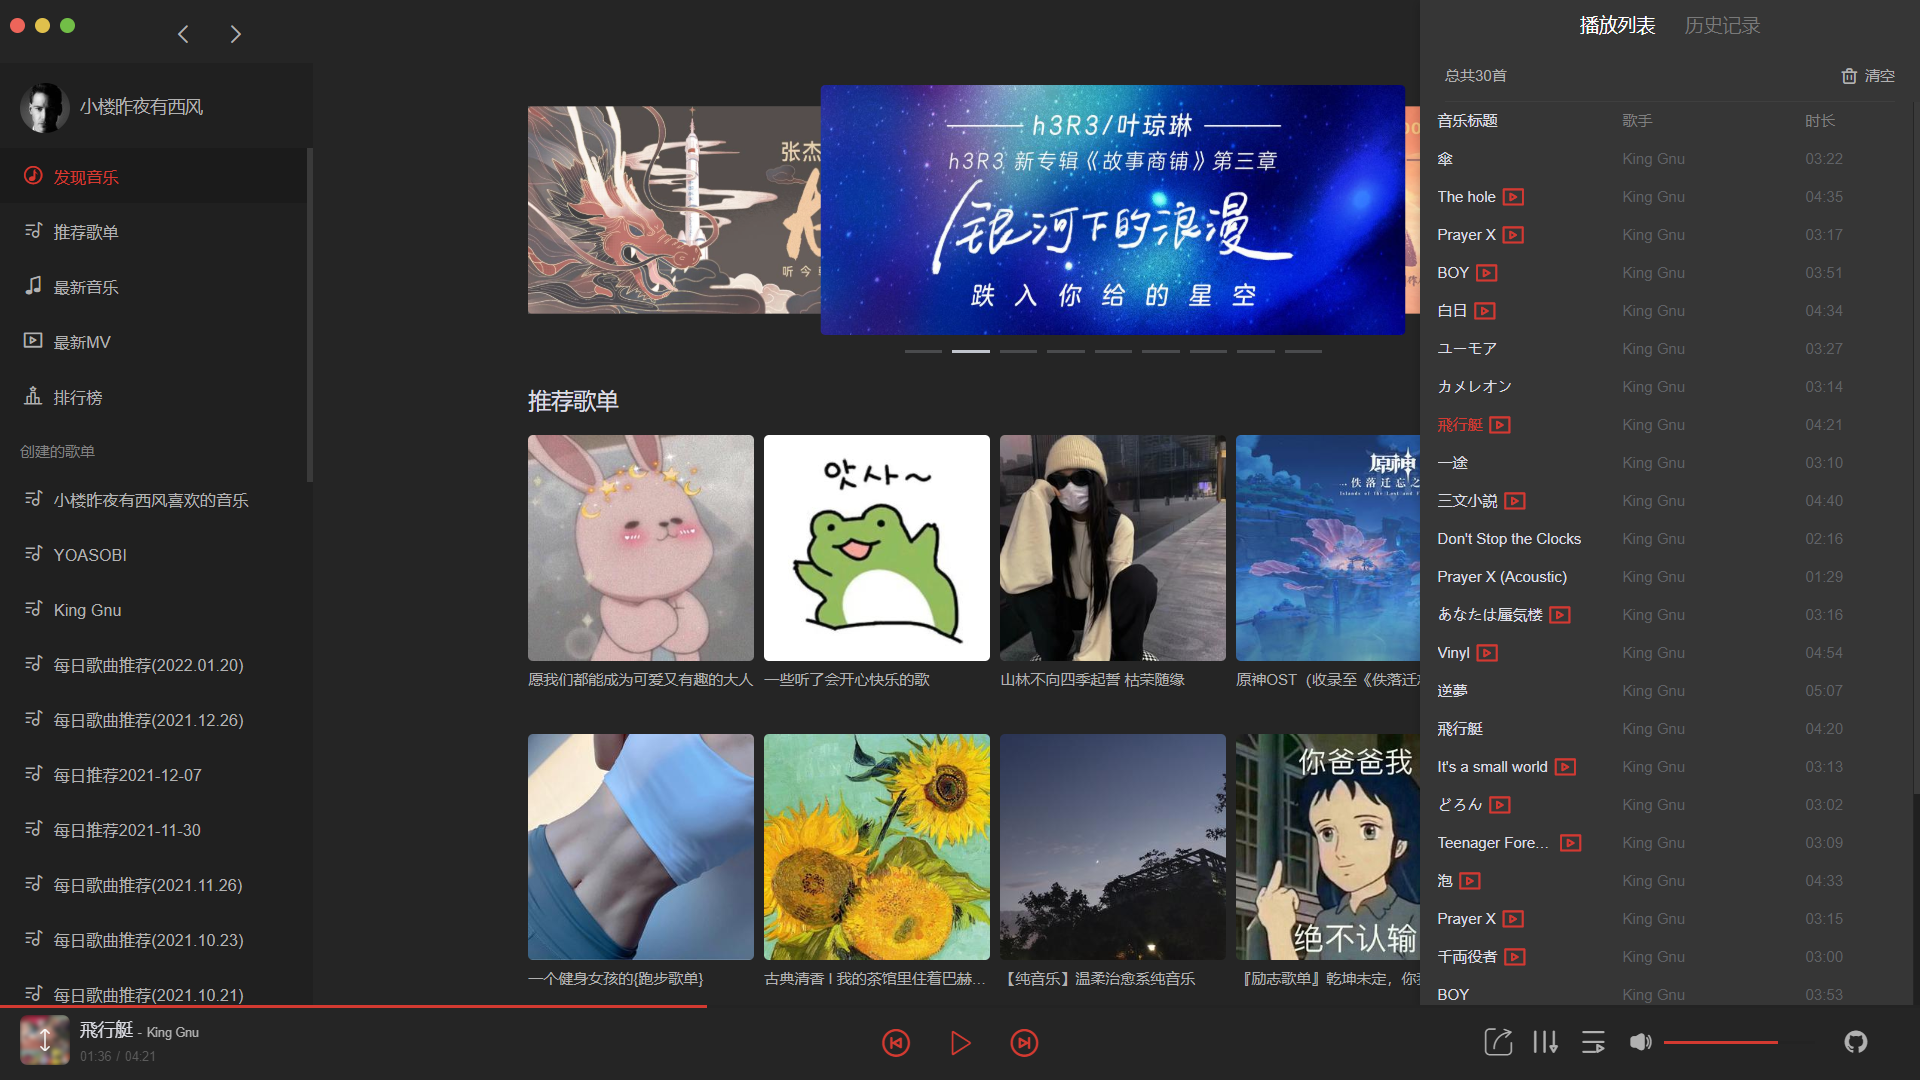 小楼昨夜有西风
发现音乐
推荐歌单
最新音乐
最新MV
排行榜
创建的歌单
小楼昨夜有西风喜欢的音乐
YOASOBI
King Gnu
每日歌曲推荐(2022.01.20)
每日歌曲推荐(2021.12.26)
每日推荐2021-12-07
每日推荐2021-11-30
每日歌曲推荐(2021.11.26)
每日歌曲推荐(2021.10.23)
每日歌曲推荐(2021.10.21)
张杰
听今
h3R3/叶琼琳
h3R3 新专辑《故事商铺》第三章
银河下的浪漫
跌入你给的星空
推荐歌单
앗사~
原神
佚落迁忘之
愿我们都能成为可爱又有趣的大人
一些听了会开心快乐的歌
山林不向四季起誓 枯荣随缘
原神OST（收录至《佚落迁
你爸爸我
绝不认输
一个健身女孩的{跑步歌单}
古典清香 l 我的茶馆里住着巴赫...
【纯音乐】温柔治愈系纯音乐
『励志歌单』乾坤未定，你
播放列表 历史记录
总共30首 清空
音乐标题 歌手 时长
傘 King Gnu 03:22
The hole King Gnu 04:35
Prayer X King Gnu 03:17
BOY King Gnu 03:51
白日 King Gnu 04:34
ユーモア King Gnu 03:27
カメレオン King Gnu 03:14
飛行艇 King Gnu 04:21
一途 King Gnu 03:10
三文小説 King Gnu 04:40
Don't Stop the Clocks King Gnu 02:16
Prayer X (Acoustic) King Gnu 01:29
あなたは蜃気楼 King Gnu 03:16
Vinyl King Gnu 04:54
逆夢 King Gnu 05:07
飛行艇 King Gnu 04:20
It's a small world King Gnu 03:13
どろん King Gnu 03:02
Teenager Fore... King Gnu 03:09
泡 King Gnu 04:33
Prayer X King Gnu 03:15
千両役者 King Gnu 03:00
BOY King Gnu 03:53
飛行艇 - King Gnu
01:36 / 04:21